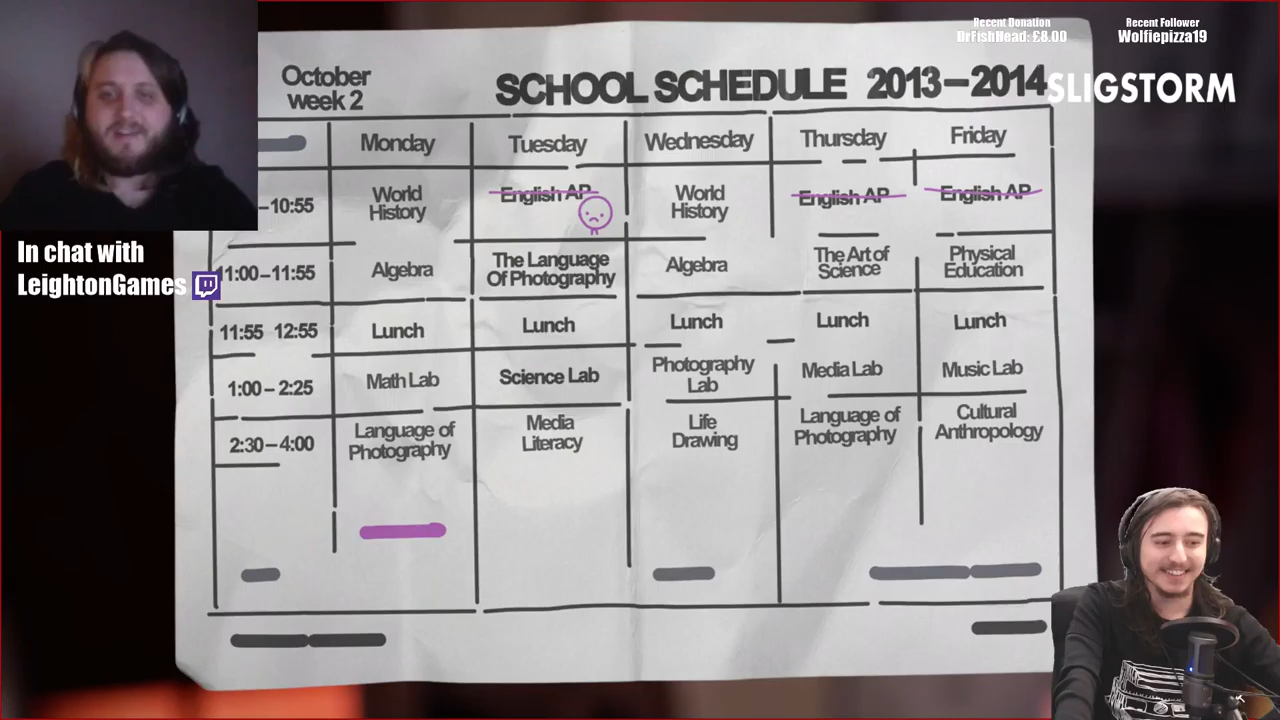 Recent Donation
DrFishHead: £8.00
Recent Follower
Wolfiepizza19
SLIGSTORM
In chat with
LeightonGames
October
week 2
SCHOOL SCHEDULE 2013–2014
Monday
Tuesday
Wednesday
Thursday
Friday
–10:55
World
History
English AP
World
History
English AP
English AP
11:00–11:55
Algebra
The Language
Of Photography
Algebra
The Art of
Science
Physical
Education
11:55 12:55
Lunch
Lunch
Lunch
Lunch
Lunch
1:00–2:25
Math Lab
Science Lab
Photography
Lab
Media Lab
Music Lab
2:30–4:00
Language of
Photography
Media
Literacy
Life
Drawing
Language of
Photography
Cultural
Anthropology